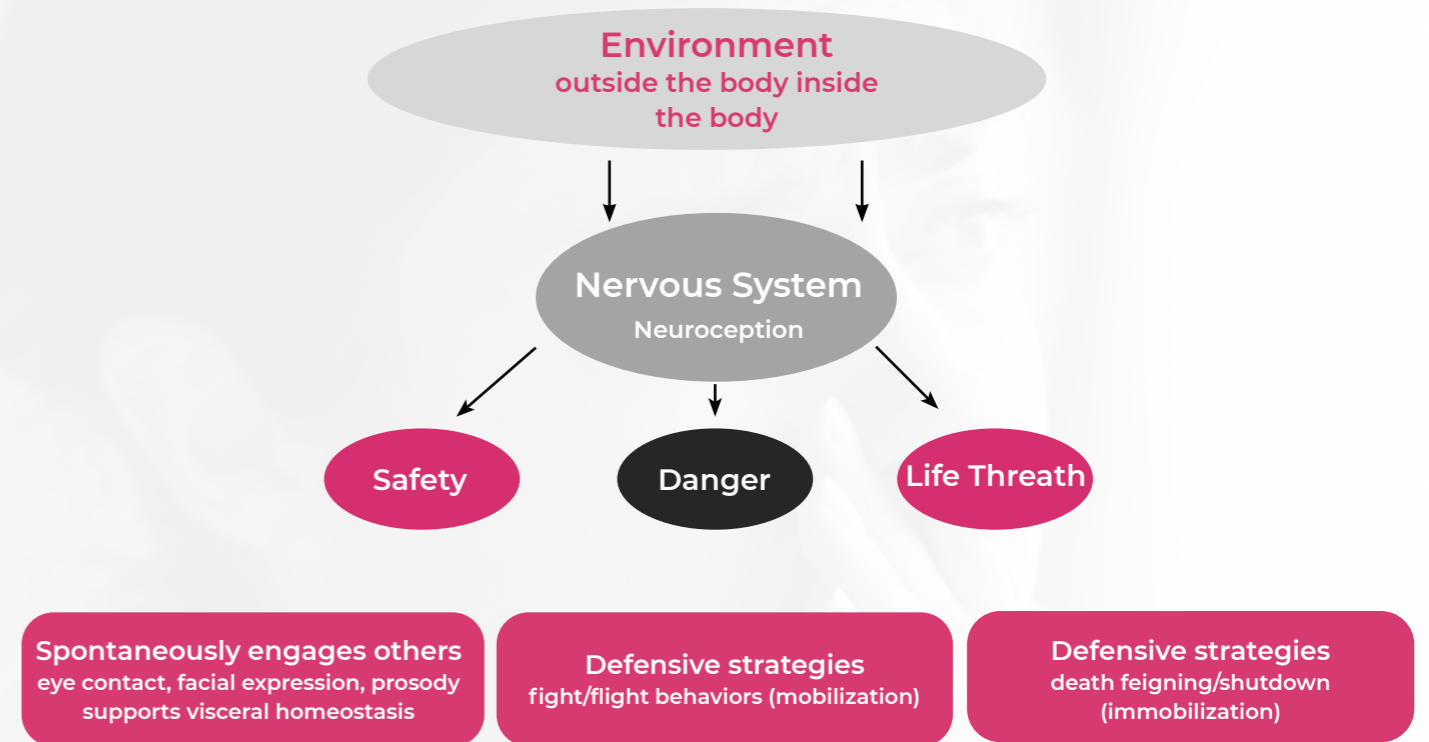 Environment
outside the body inside
the body
Nervous System
Neuroception
Safety
Danger
Life Threath
Spontaneously engages others
eye contact, facial expression, prosody
supports visceral homeostasis
Defensive strategies
fight/flight behaviors (mobilization)
Defensive strategies
death feigning/shutdown
(immobilization)